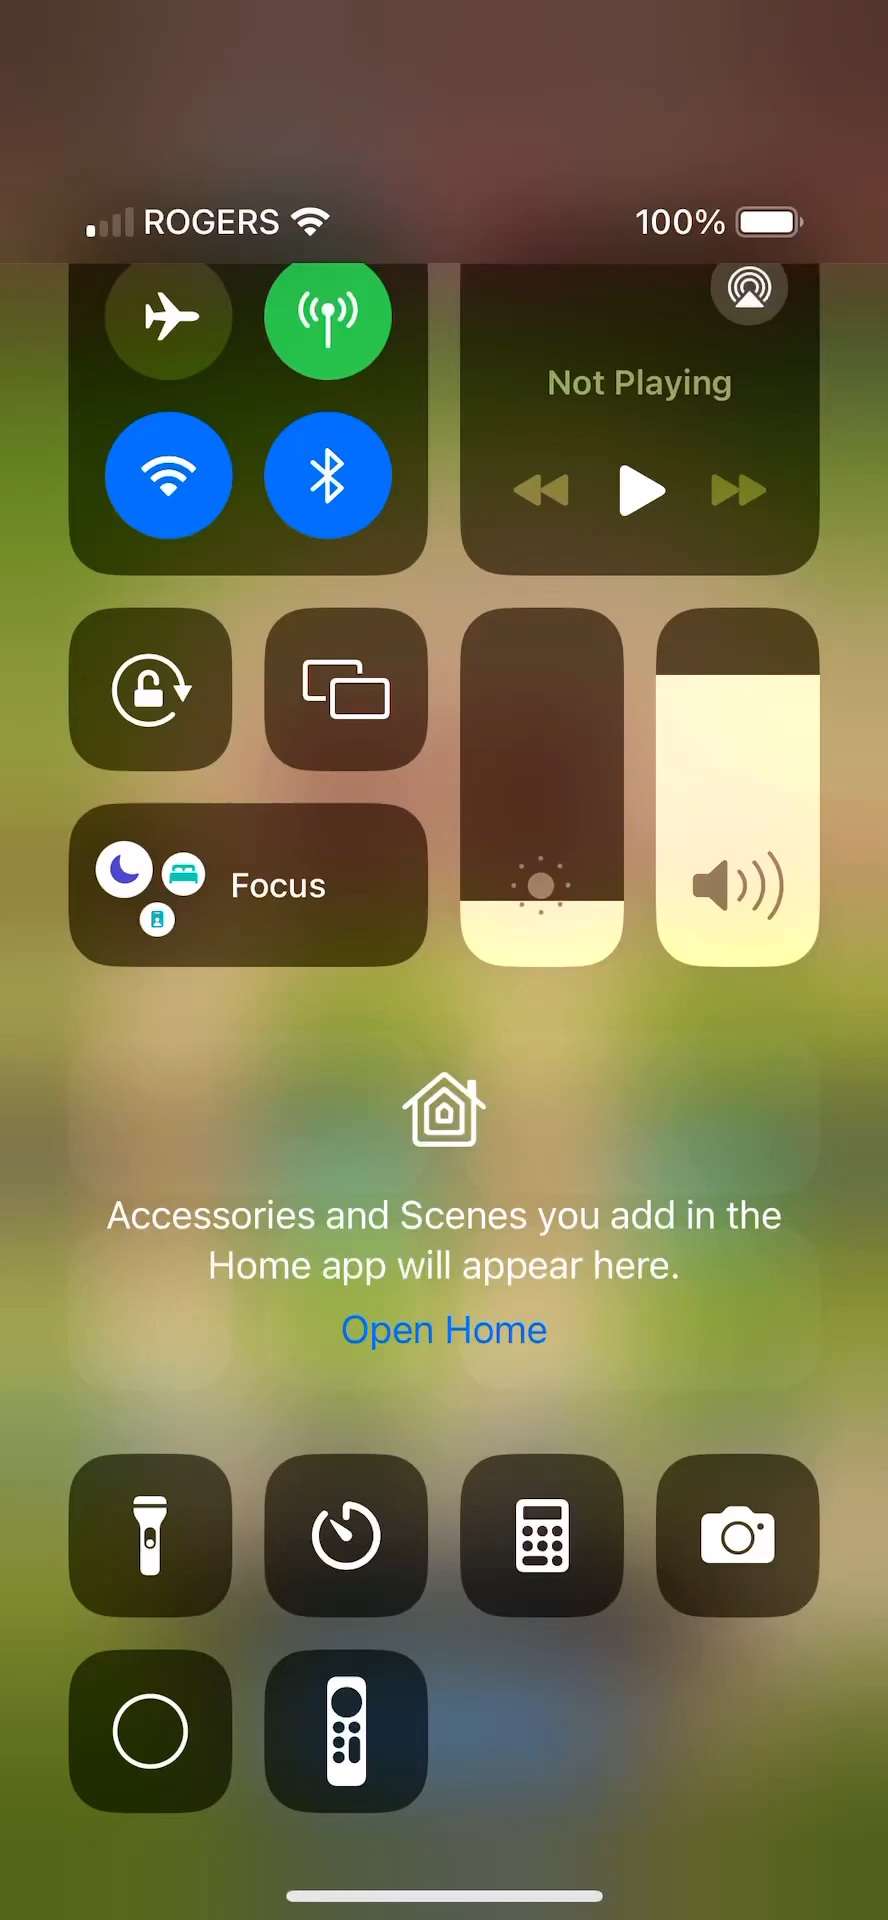 ROGERS
100%
Not Playing
Focus
Accessories and Scenes you add in the
Home app will appear here.
Open Home